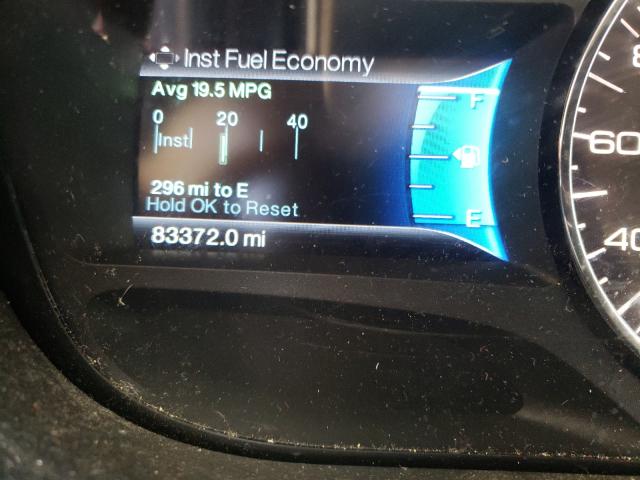 Inst Fuel Economy
Avg 19.5 MPG
0 20 40
Inst
296 mi to E
Hold OK to Reset
83372.0 mi
F
E
60
40